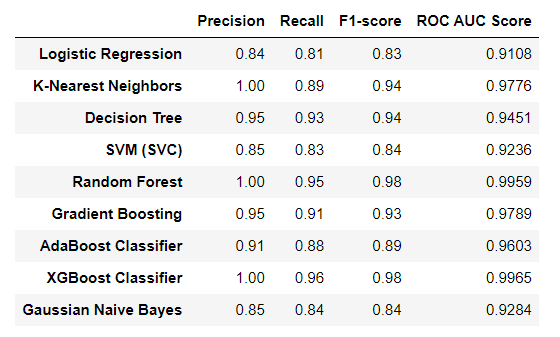 Precision Recall F1-score ROC AUC Score
Logistic Regression 0.84 0.81 0.83 0.9108
K-Nearest Neighbors 1.00 0.89 0.94 0.9776
Decision Tree 0.95 0.93 0.94 0.9451
SVM (SVC) 0.85 0.83 0.84 0.9236
Random Forest 1.00 0.95 0.98 0.9959
Gradient Boosting 0.95 0.91 0.93 0.9789
AdaBoost Classifier 0.91 0.88 0.89 0.9603
XGBoost Classifier 1.00 0.96 0.98 0.9965
Gaussian Naive Bayes 0.85 0.84 0.84 0.9284